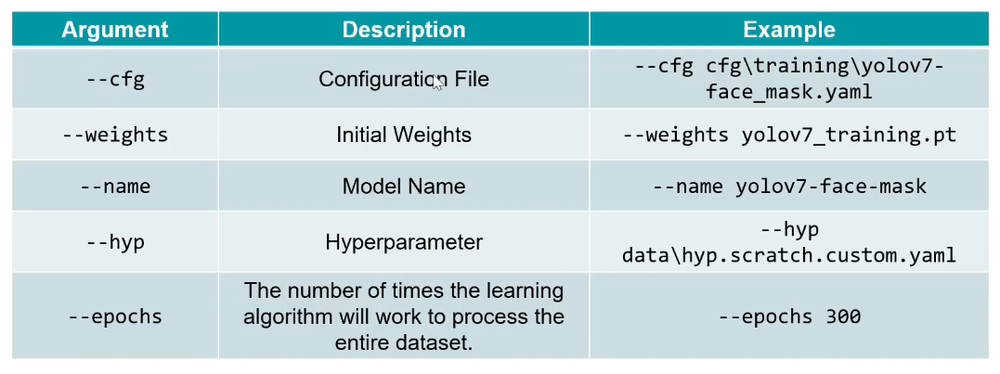 Argument Description Example
--cfg Configuration File --cfg cfg\training\yolov7-
face_mask.yaml
--weights Initial Weights --weights yolov7_training.pt
--name Model Name --name yolov7-face-mask
--hyp Hyperparameter --hyp
data\hyp.scratch.custom.yaml
--epochs The number of times the learning
algorithm will work to process the
entire dataset. --epochs 300